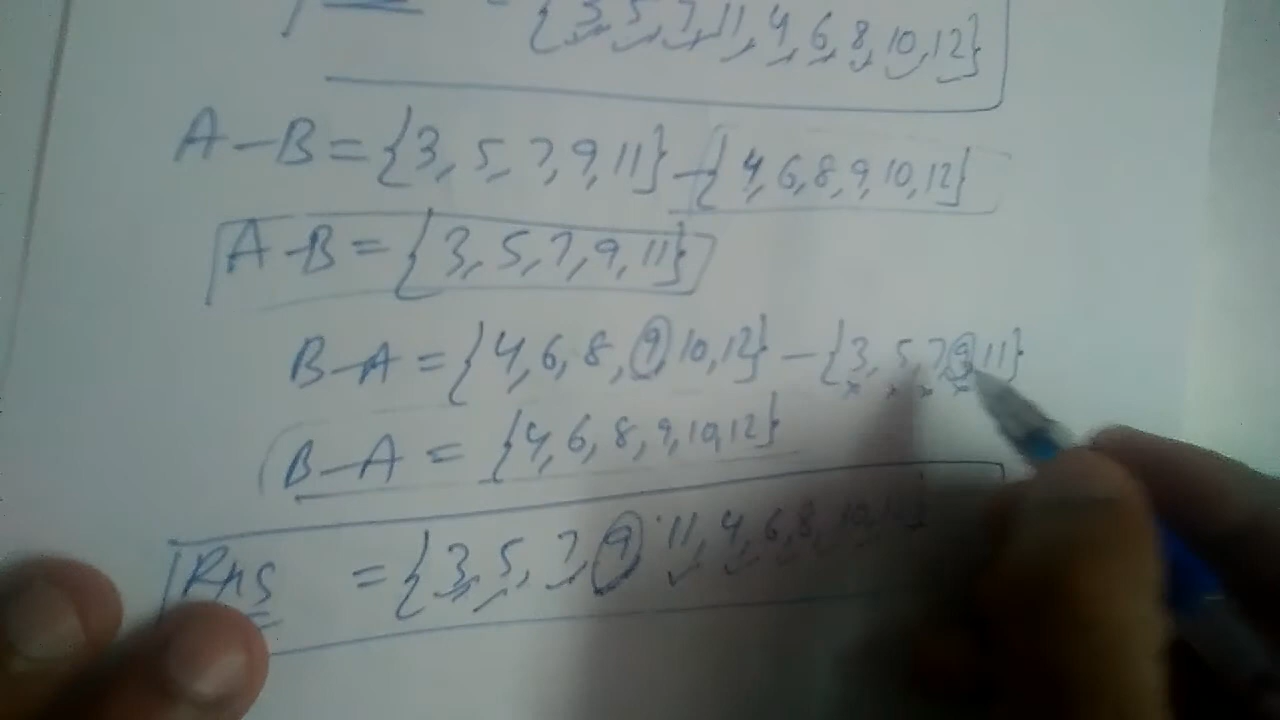 = {3, 5, 7, 11, 4, 6, 8, 10, 12}
A-B = {3, 5, 7, 9, 11} - {4, 6, 8, 9, 10, 12}
A-B = {3, 5, 7, 9, 11}
B-A = {4, 6, 8, 9, 10, 12} - {3, 5, 7, 9, 11}
B-A = {4, 6, 8, 9, 10, 12}
RHS = {3, 5, 7, 9, 11, 4, 6, 8, 10,